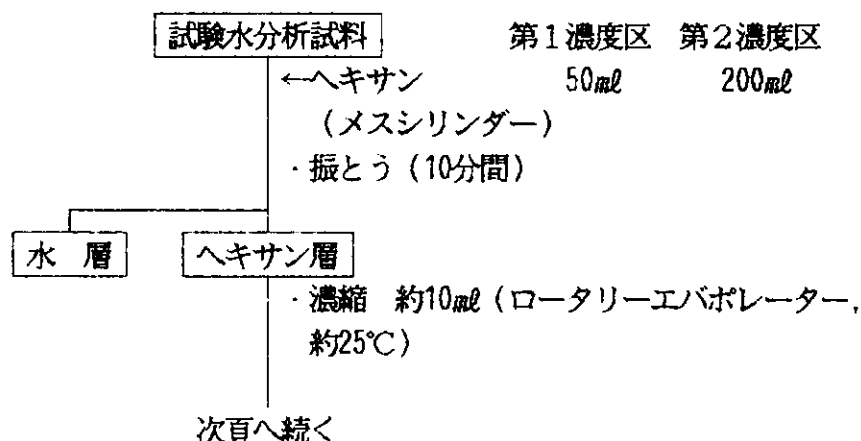 試験水分析試料　第1濃度区　第2濃度区
←ヘキサン　50ml　200ml
（メスシリンダー）
・振とう（10分間）
水　層　ヘキサン層
・濃縮　約10ml（ロータリーエバポレーター，
約25℃）
次頁へ続く